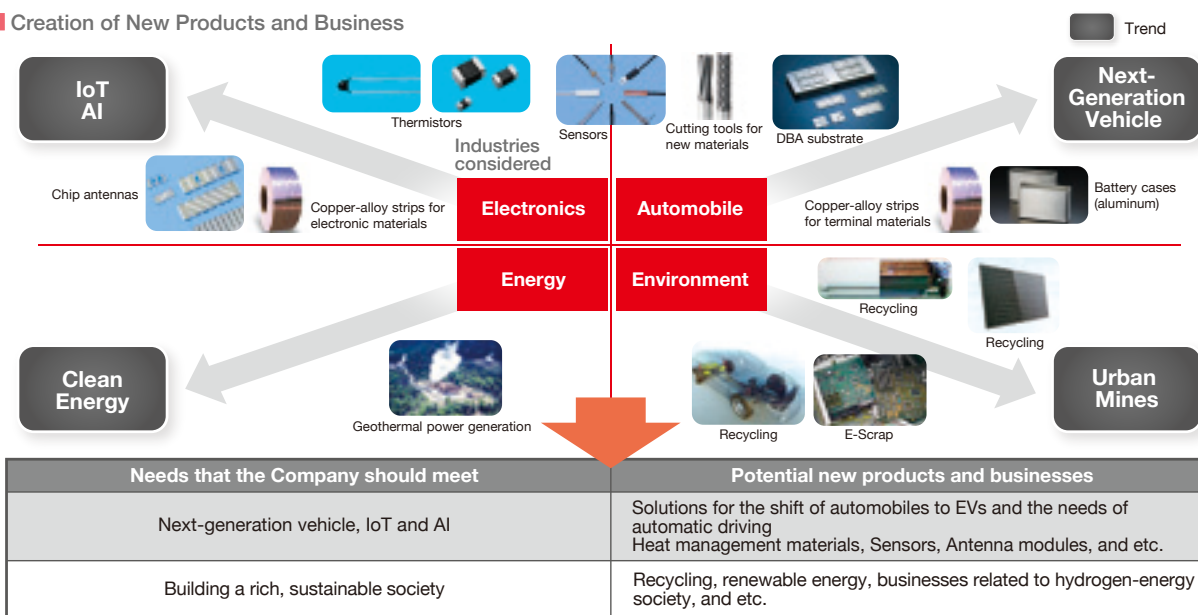 Creation of New Products and Business
Trend
IoT
AI
Next-
Generation
Vehicle
Thermistors
Sensors
Cutting tools for
new materials
DBA substrate
Industries
considered
Chip antennas
Copper-alloy strips for
electronic materials
Electronics
Automobile
Copper-alloy strips
for terminal materials
Battery cases
(aluminum)
Energy
Environment
Recycling
Recycling
Clean
Energy
Geothermal power generation
Recycling
E-Scrap
Urban
Mines
Needs that the Company should meet
Potential new products and businesses
Next-generation vehicle, IoT and AI
Solutions for the shift of automobiles to EVs and the needs of
automatic driving
Heat management materials, Sensors, Antenna modules, and etc.
Building a rich, sustainable society
Recycling, renewable energy, businesses related to hydrogen-energy
society, and etc.